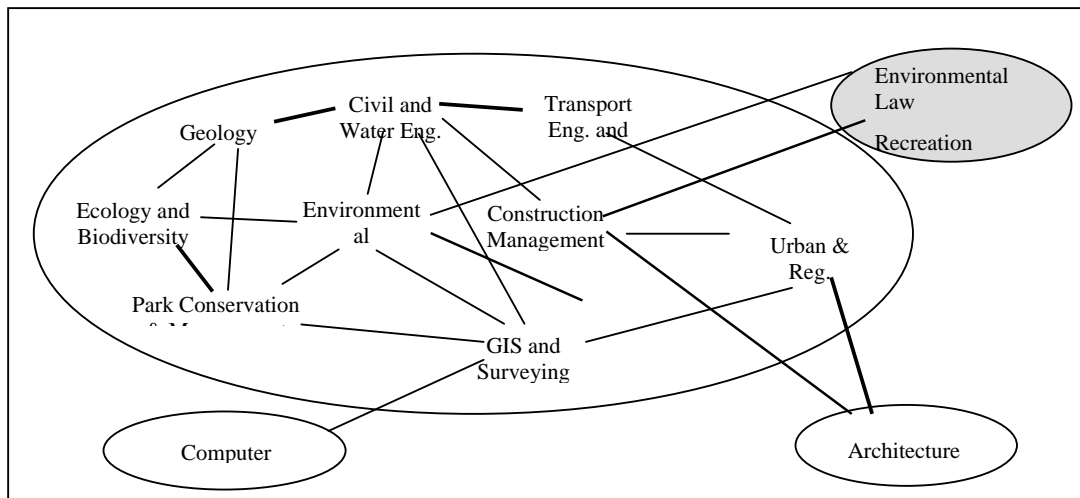 Environmental
Law
Recreation
Civil and
Water Eng.
Transport
Eng. and
Geology
Ecology and
Biodiversity
Environment
al
Construction
Management
Urban &
Reg.
Park Conservation
GIS and
Surveying
Computer
Architecture